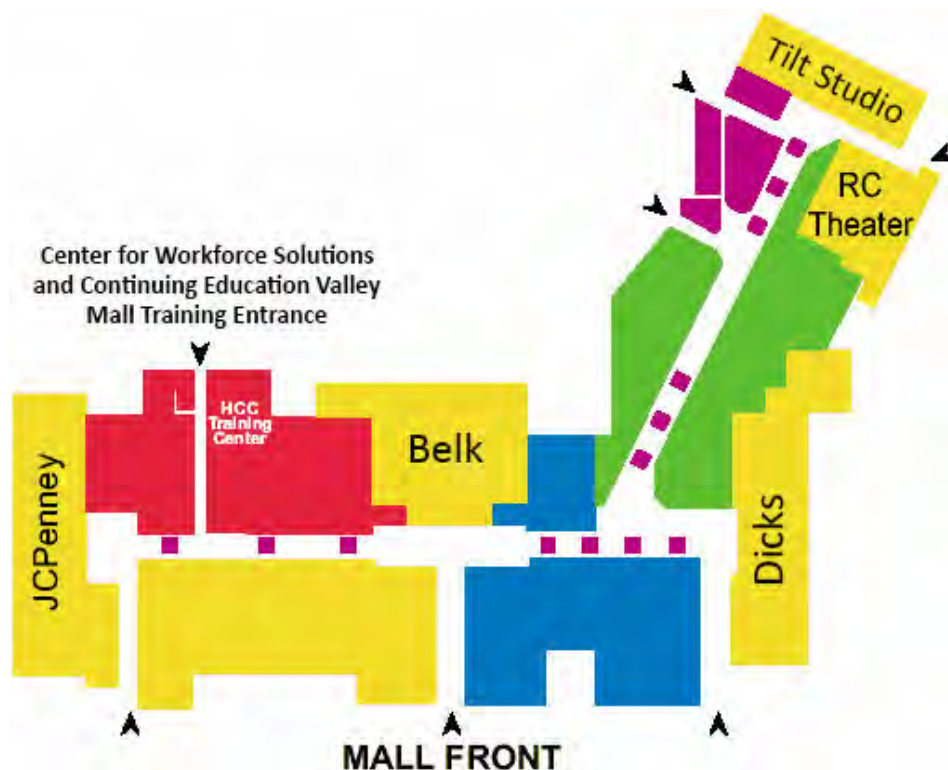 Tilt Studio
RC
Theater
Center for Workforce Solutions
and Continuing Education Valley
Mall Training Entrance
HCC
Training
Center
JCPenney
Belk
Dicks
MALL FRONT